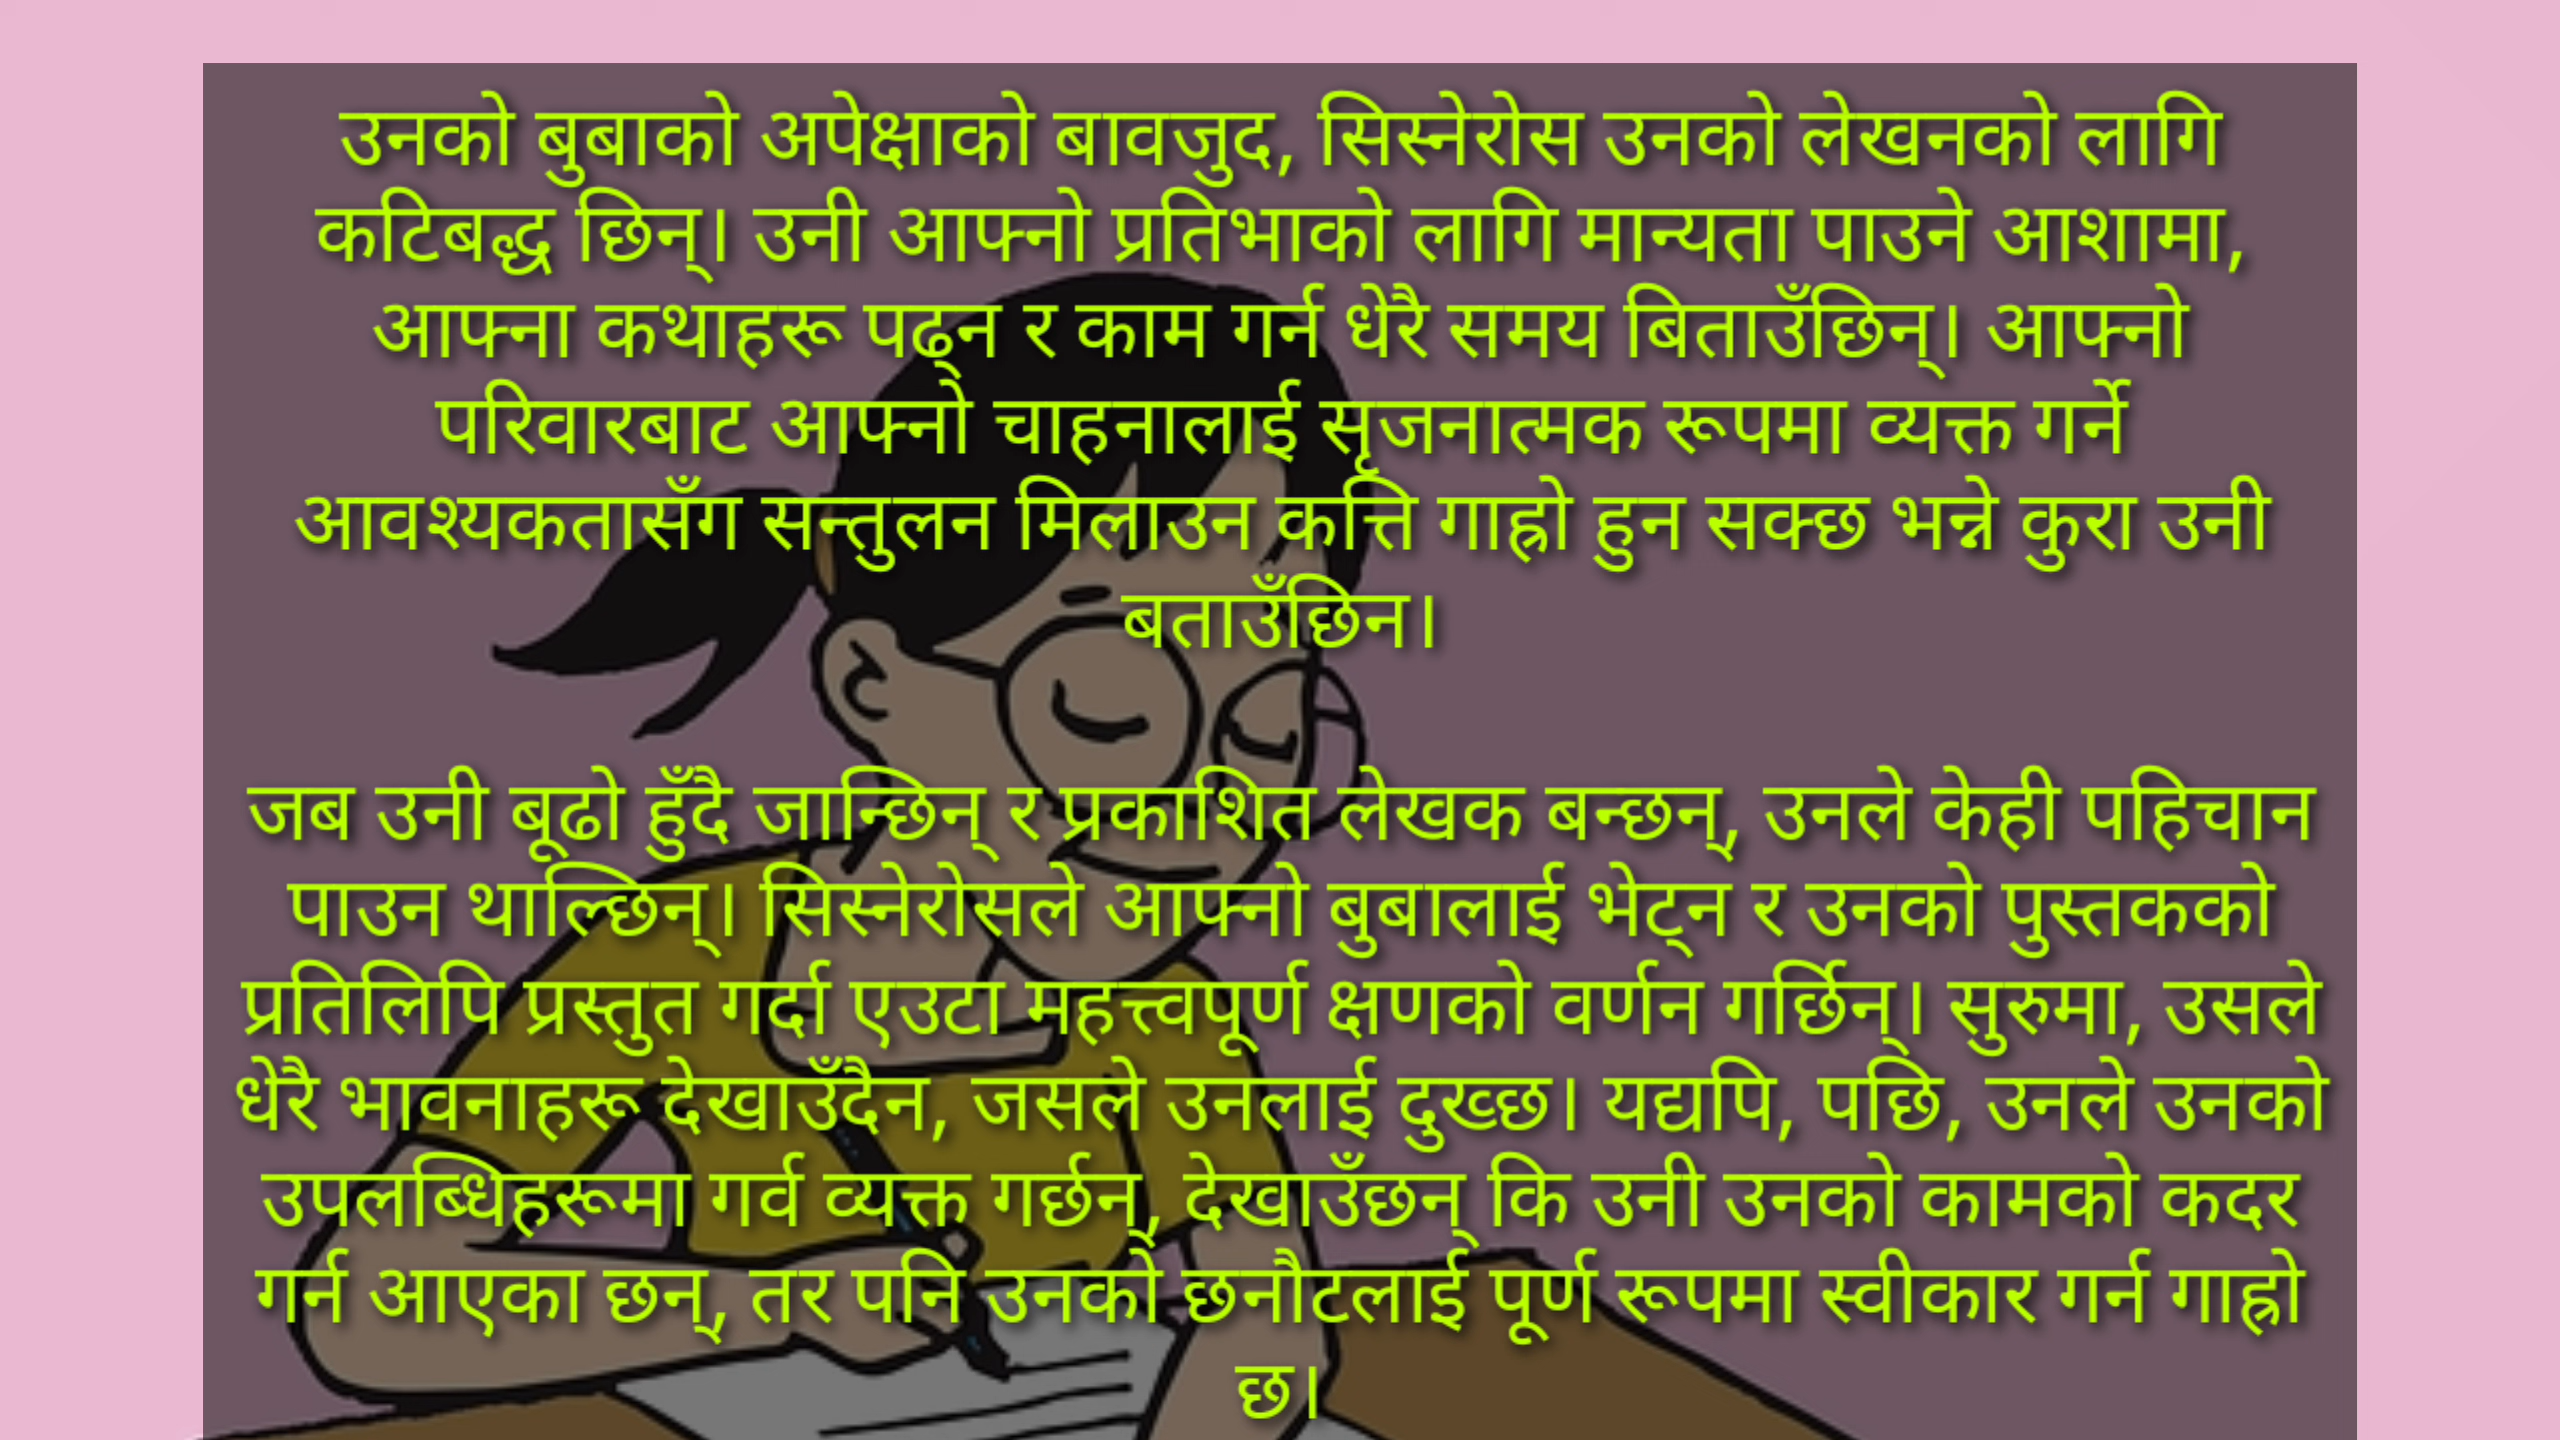 उनको बुबाको अपेक्षाको बावजुद, सिस्नेरोस उनको लेखनको लागि
कटिबद्ध छिन्। उनी आफ्नो प्रतिभाको लागि मान्यता पाउने आशामा,
आफ्ना कथाहरू पढ्न र काम गर्न धेरै समय बिताउँछिन्। आफ्नो
परिवारबाट आफ्नो चाहनालाई सृजनात्मक रूपमा व्यक्त गर्ने
आवश्यकतासँग सन्तुलन मिलाउन कत्ति गाह्रो हुन सक्छ भन्ने कुरा उनी
बताउँछिन।
जब उनी बूढो हुँदै जान्छिन् र प्रकाशित लेखक बन्छन्, उनले केही पहिचान
पाउन थाल्छिन्। सिस्नेरोसले आफ्नो बुबालाई भेट्न र उनको पुस्तकको
प्रतिलिपि प्रस्तुत गर्दा एउटा महत्त्वपूर्ण क्षणको वर्णन गर्छिन्। सुरुमा, उसले
धेरै भावनाहरू देखाउँदैन, जसले उनलाई दुख्छ। यद्यपि, पछि, उनले उनको
उपलब्धिहरूमा गर्व व्यक्त गर्छन्, देखाउँछन् कि उनी उनको कामको कदर
गर्न आएका छन्, तर पनि उनको छनौटलाई पूर्ण रूपमा स्वीकार गर्न गाह्रो
छ।